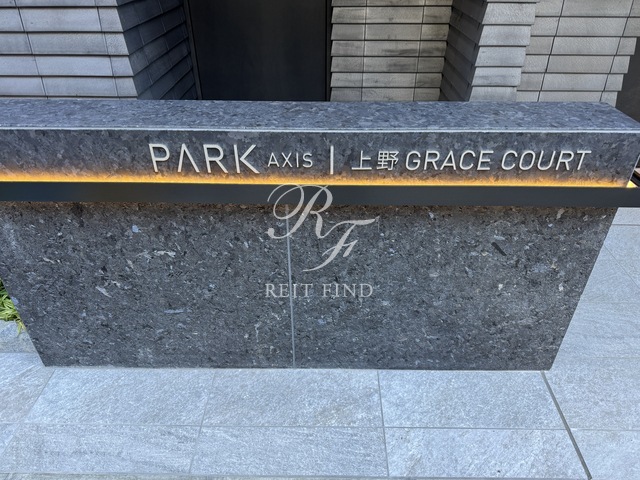 PARK AXIS | 上野 GRACE COURT
RF
REIT FIND